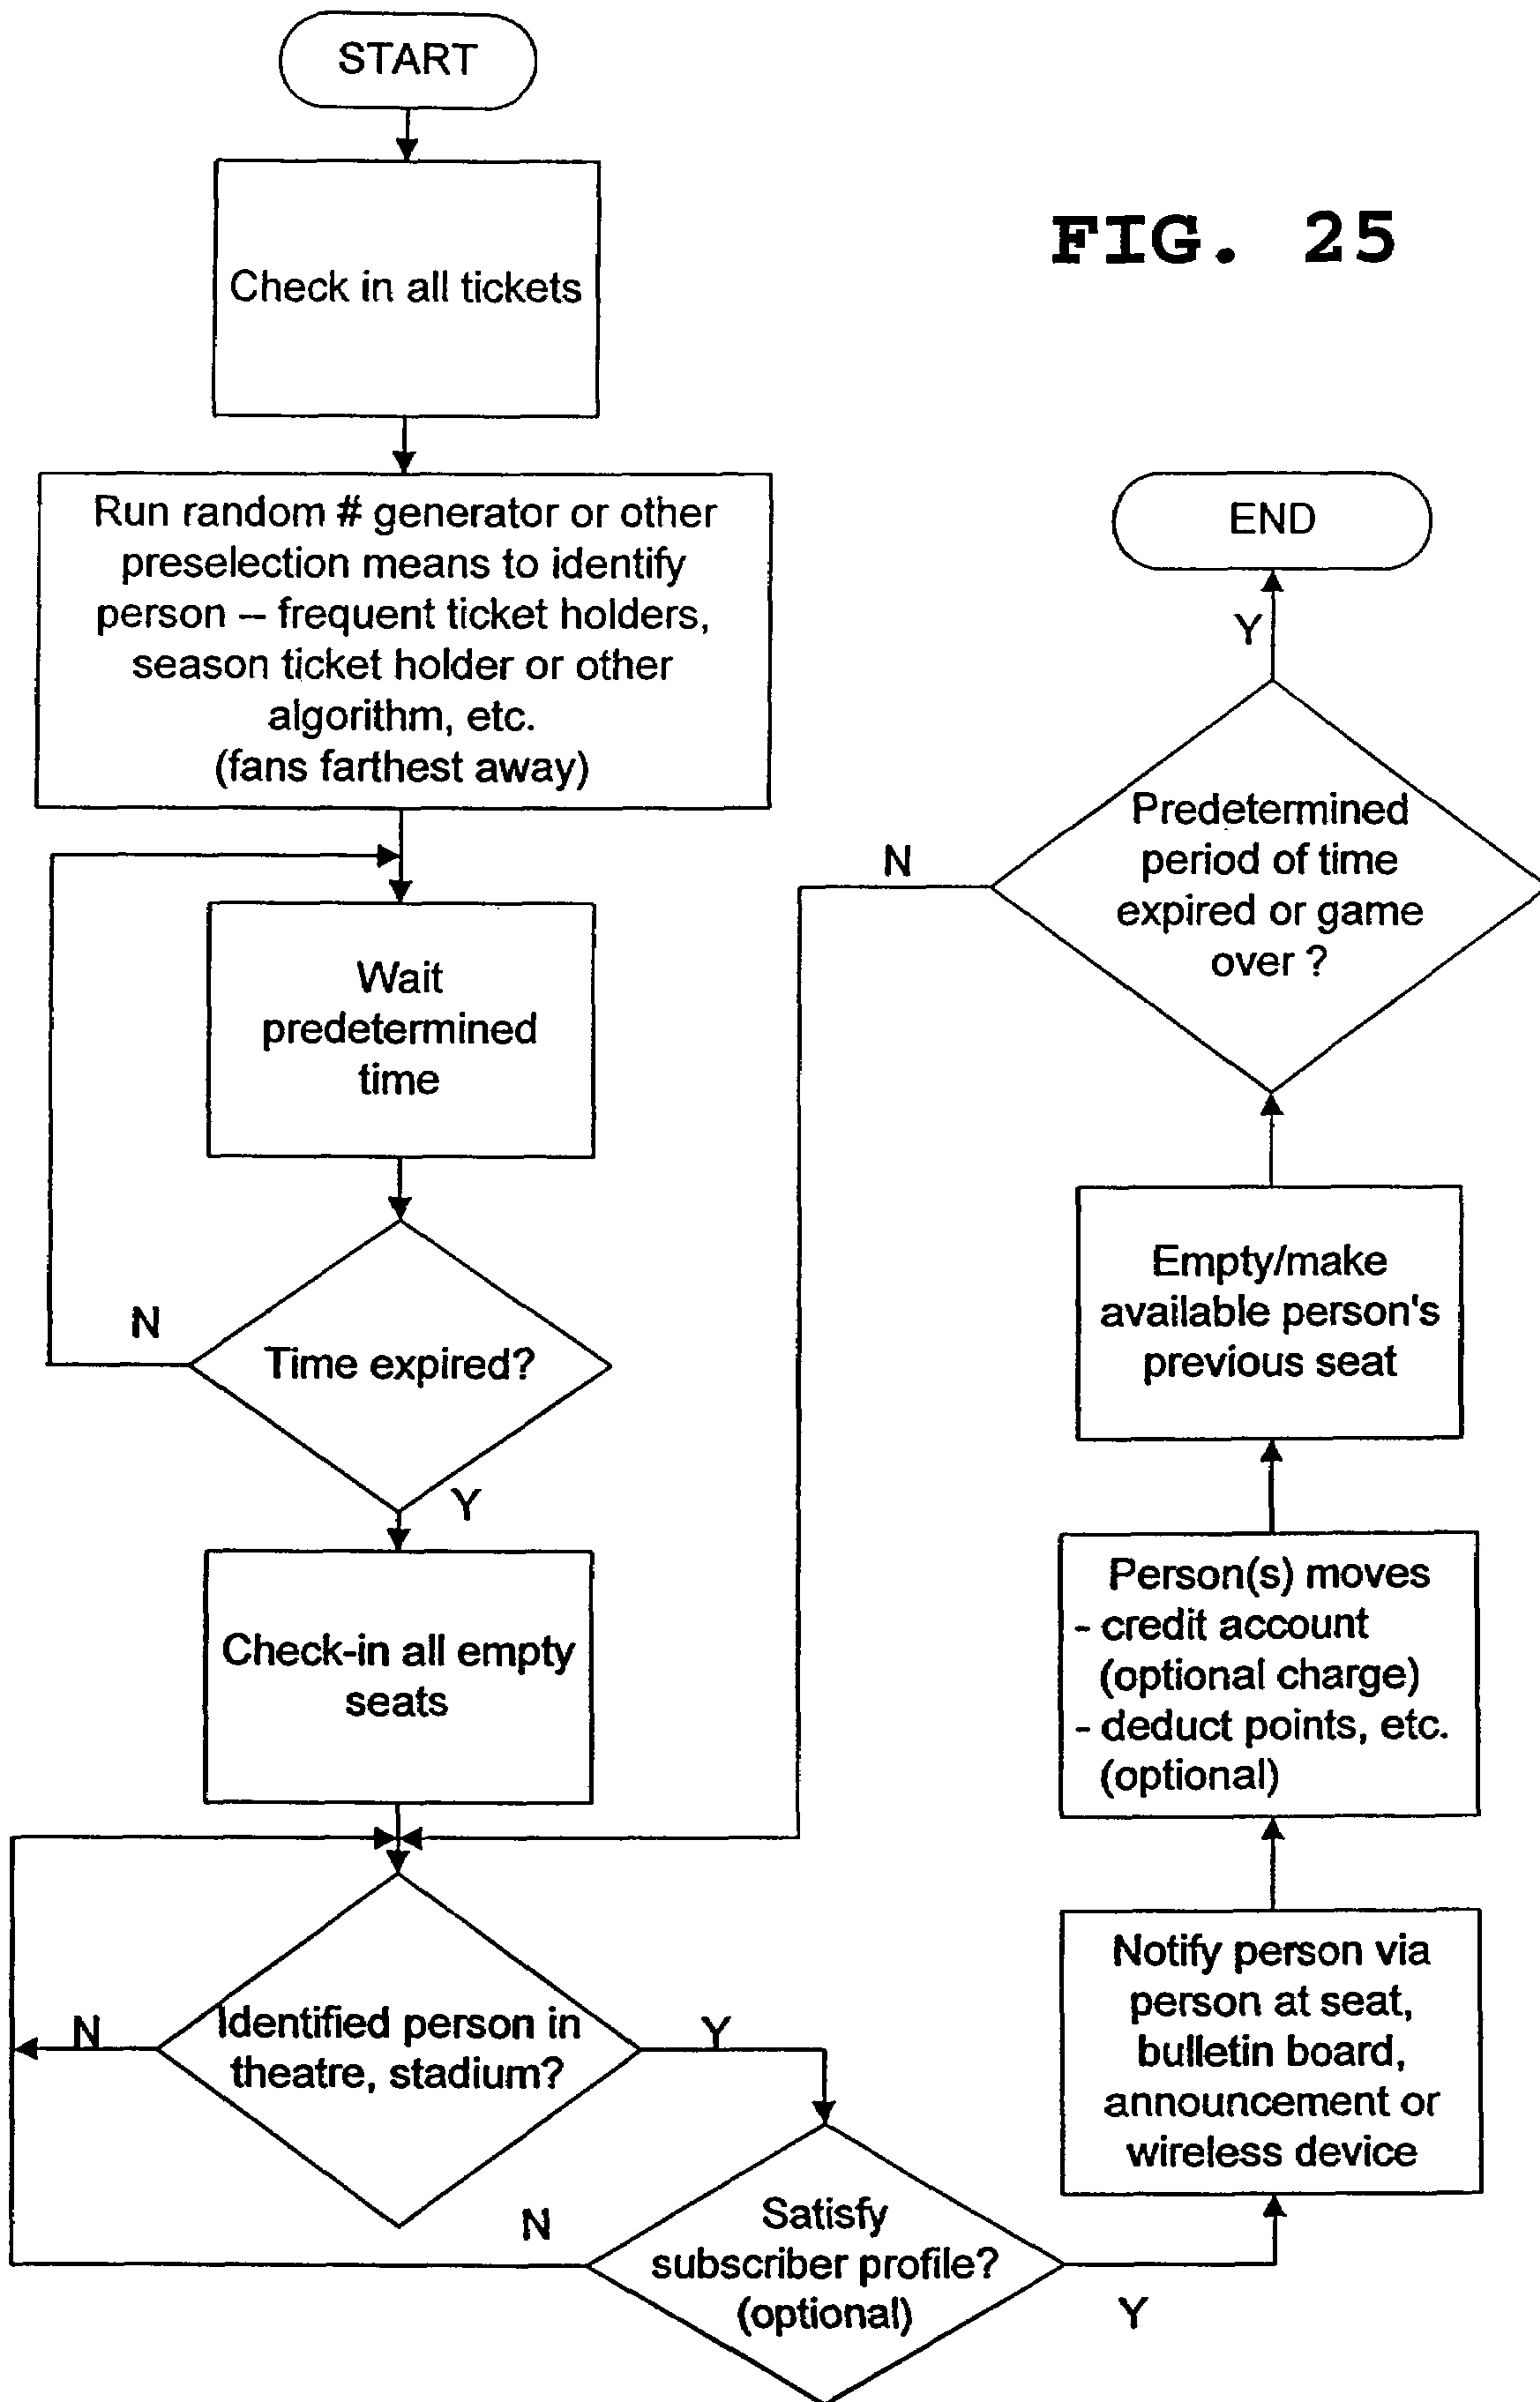 START
Check in all tickets
FIG. 25
Run random # generator or other
preselection means to identify
person -- frequent ticket holders,
season ticket holder or other
algorithm, etc.
(fans farthest away)
Wait
predetermined
time
Time expired?
N
Y
Check-in all empty
seats
Identified person in
theatre, stadium?
N
Y
Satisfy
subscriber profile?
(optional)
N
Y
Notify person via
person at seat,
bulletin board,
announcement or
wireless device
Person(s) moves
- credit account
(optional charge)
- deduct points, etc.
(optional)
Empty/make
available person's
previous seat
Predetermined
period of time
expired or game
over ?
N
Y
END